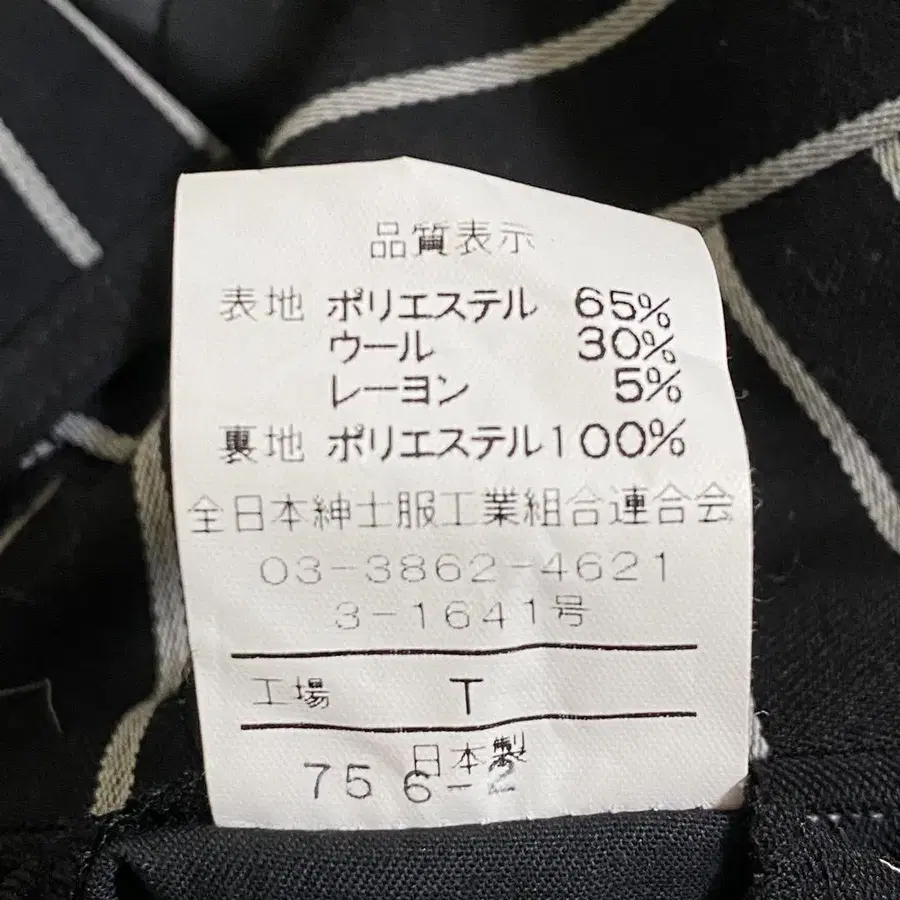 品質表示
表地 ポリエステル 65%
ウール 30%
レーヨン 5%
裏地 ポリエステル100%
全日本紳士服工業組合連合会
03-3862-4621
3-1641号
工場 T
日本製
756-2